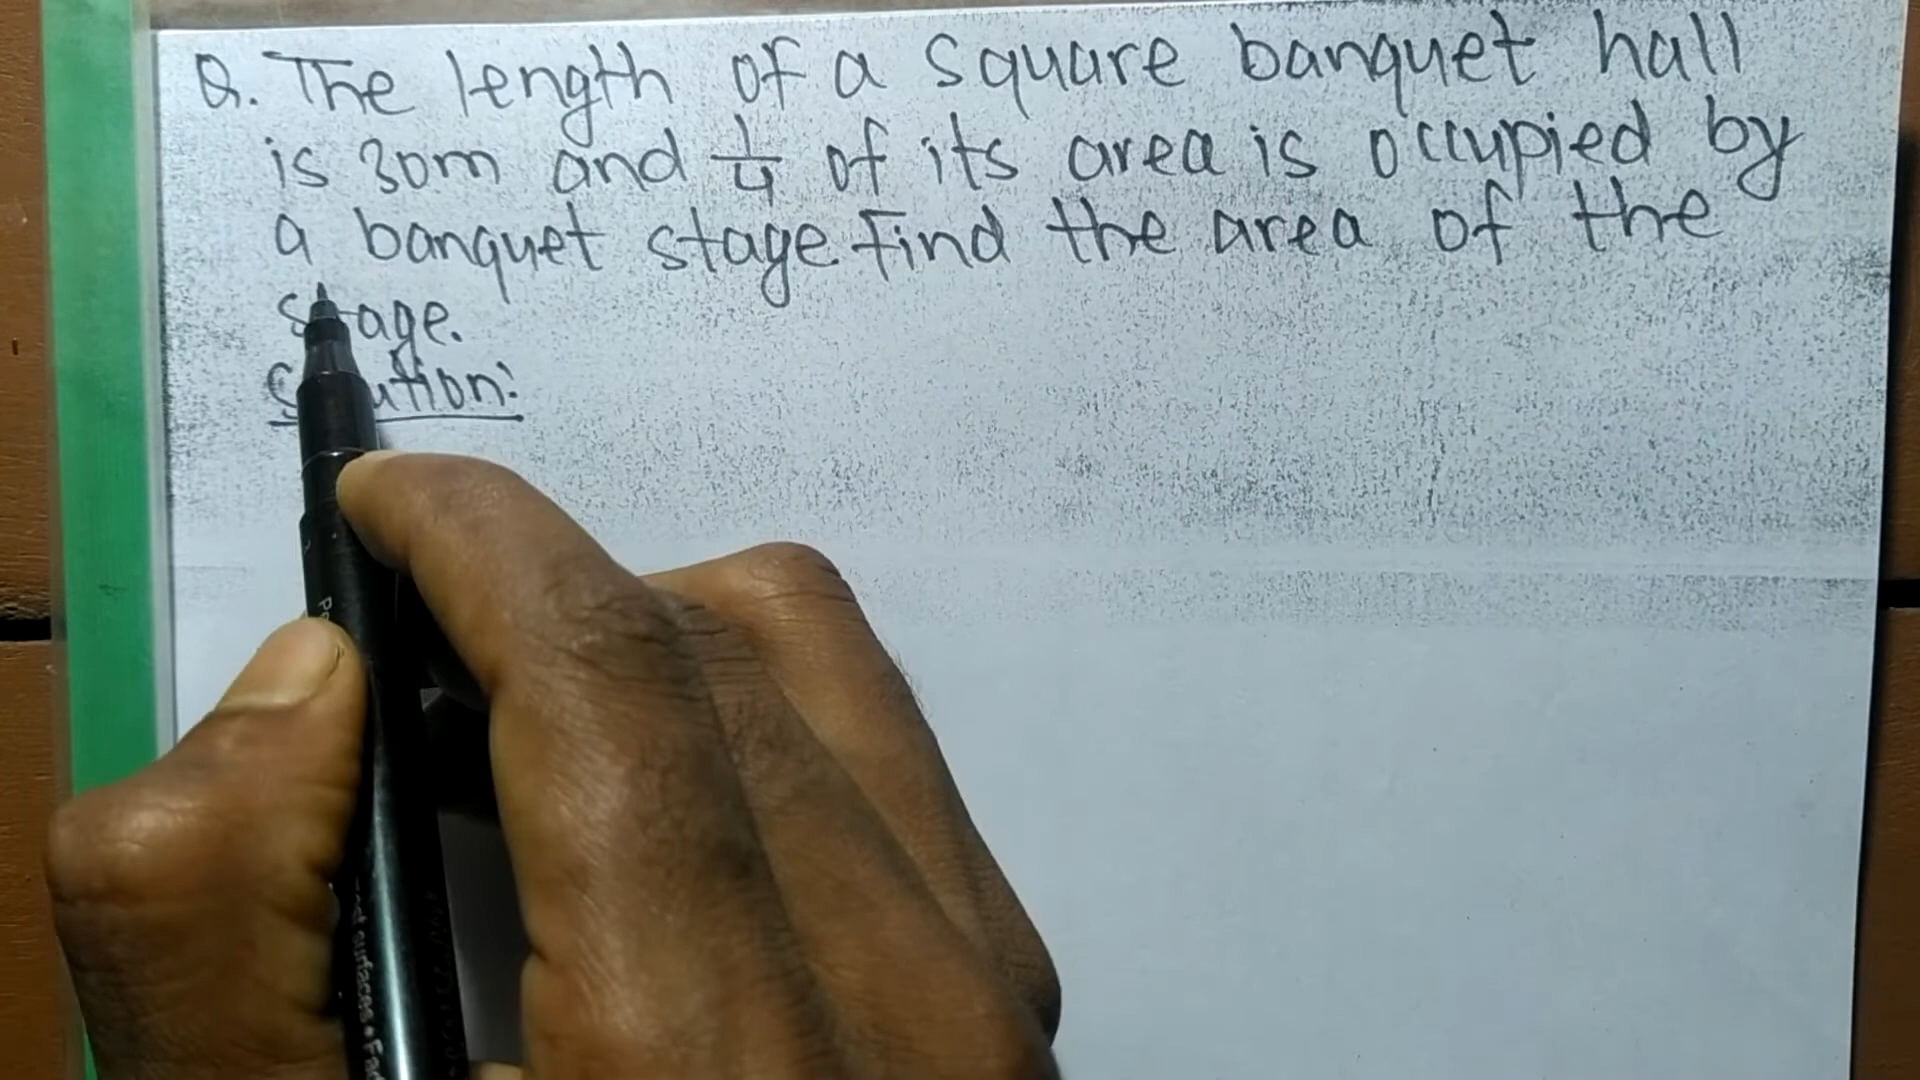 Q. The length of a square banquet hall
is 30m and 1/4 of its area is occupied by
a banquet stage. Find the area of the
stage.
Solution: